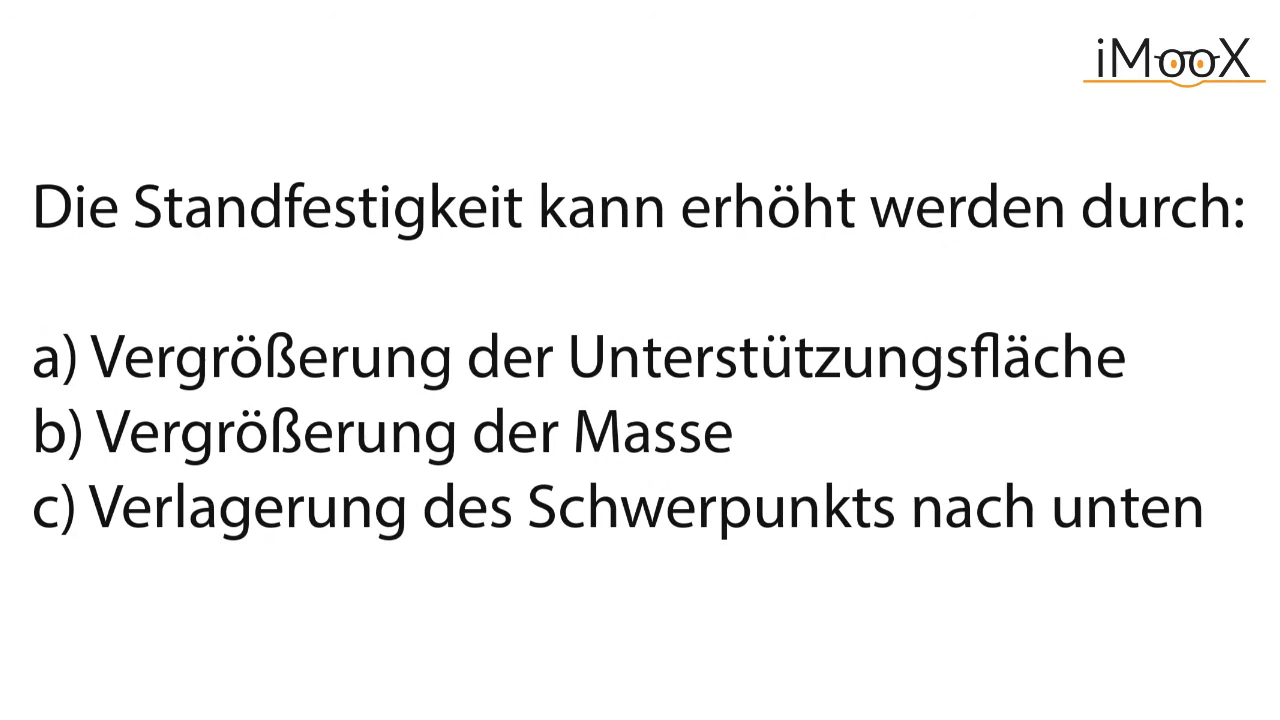 iMooX
Die Standfestigkeit kann erhöht werden durch:
a) Vergrößerung der Unterstützungsfläche
b) Vergrößerung der Masse
c) Verlagerung des Schwerpunkts nach unten